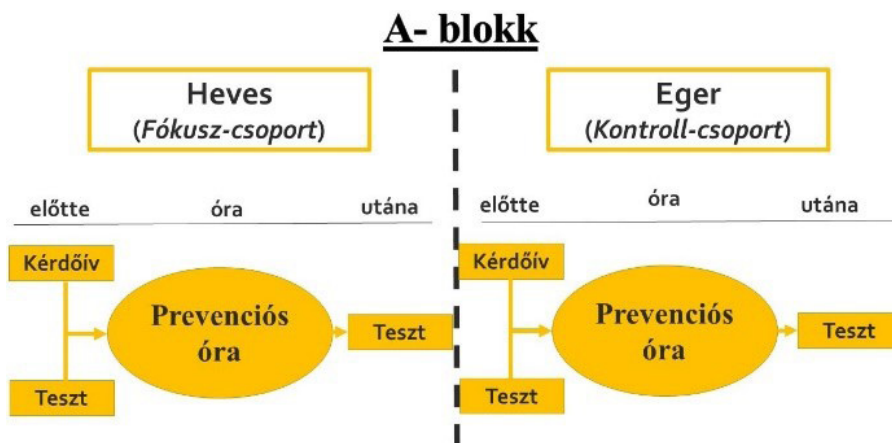 A- blokk
Heves
(Fókusz-csoport)
előtte
óra
utána
Kérdőív
Prevenciós
óra
Teszt
Teszt
Eger
(Kontroll-csoport)
előtte
óra
utána
Kérdőív
Prevenciós
óra
Teszt
Teszt